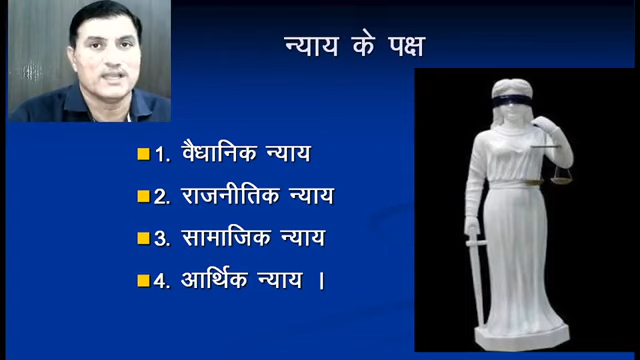 न्याय के पक्ष
1. वैधानिक न्याय
2. राजनीतिक न्याय
3. सामाजिक न्याय
4. आर्थिक न्याय ।